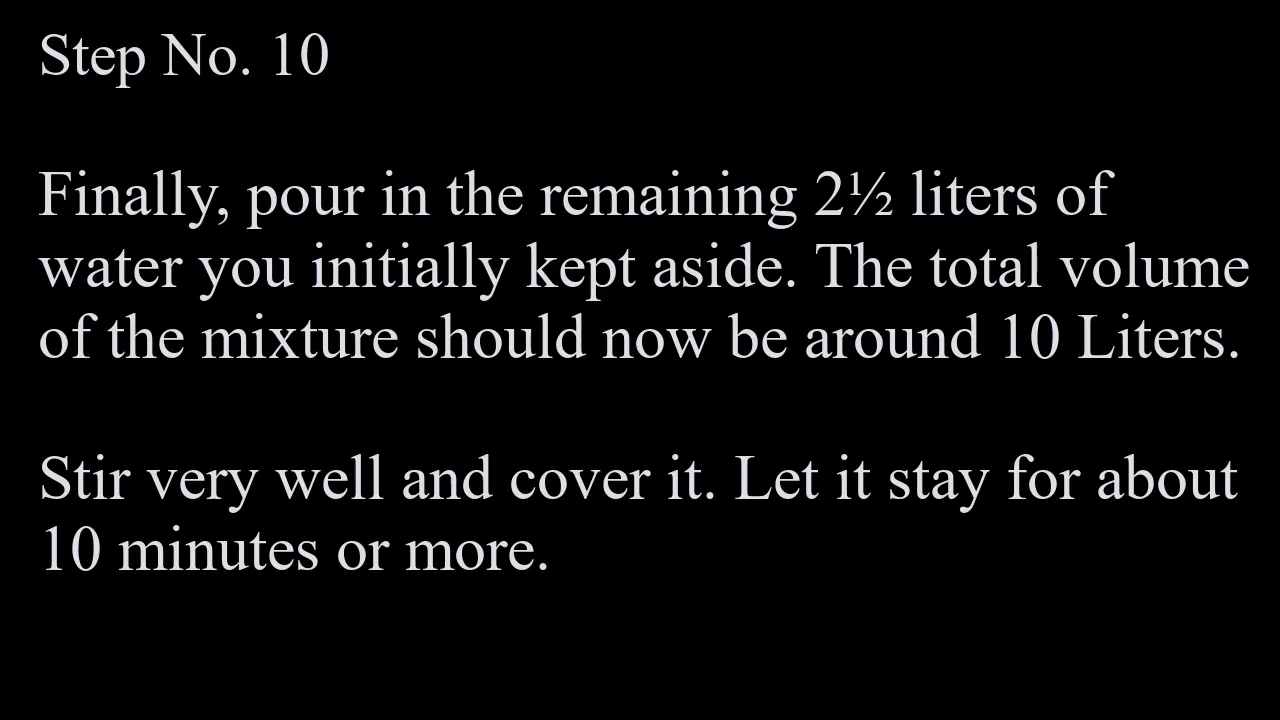 Step No. 10
Finally, pour in the remaining 2½ liters of
water you initially kept aside. The total volume
of the mixture should now be around 10 Liters.
Stir very well and cover it. Let it stay for about
10 minutes or more.